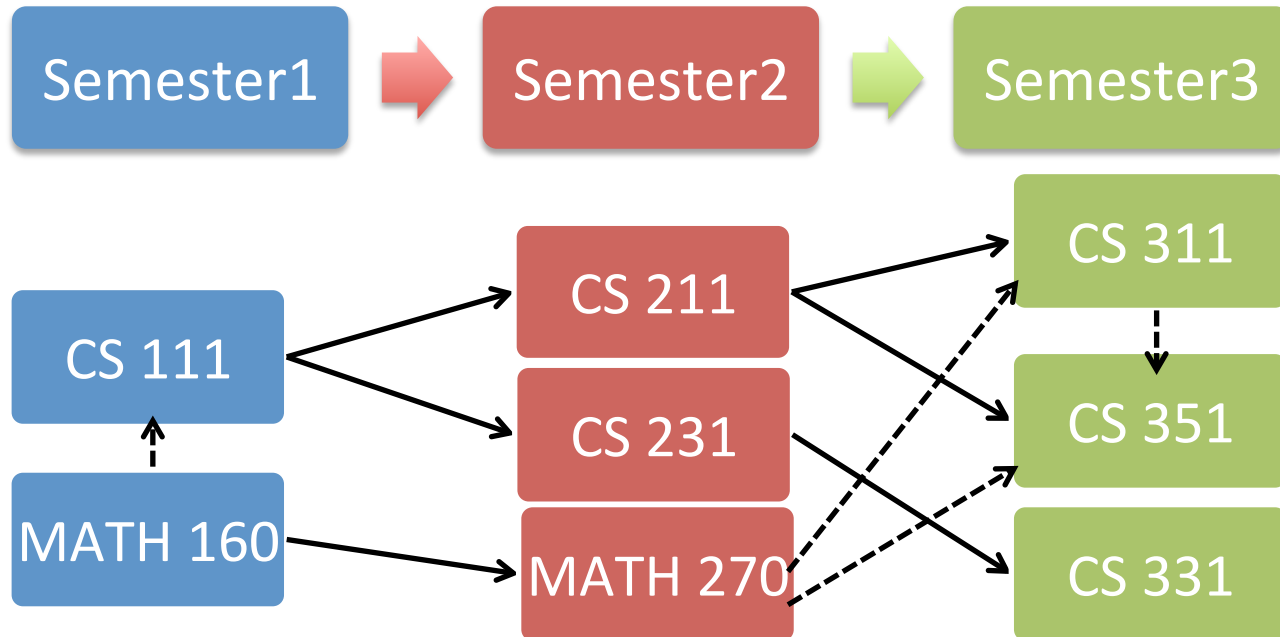 Semester1
Semester2
Semester3
CS 111
MATH 160
CS 211
CS 231
MATH 270
CS 311
CS 351
CS 331